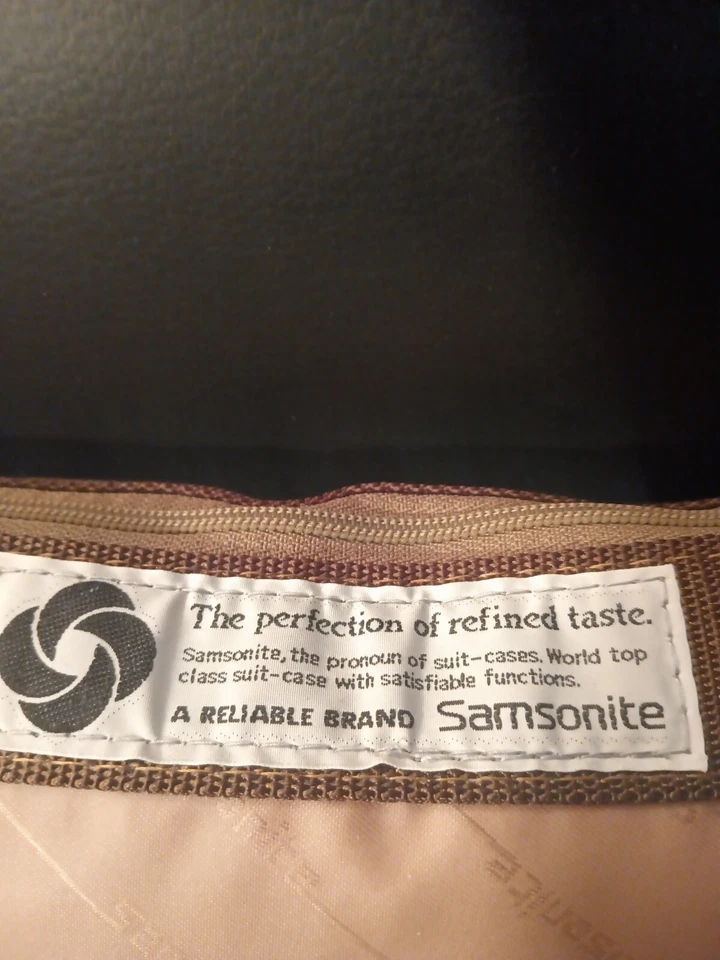 The perfection of refined taste.
Samsonite, the pronoun of suit-cases. World top
class suit-case with satisfiable functions.
A RELIABLE BRAND Samsonite